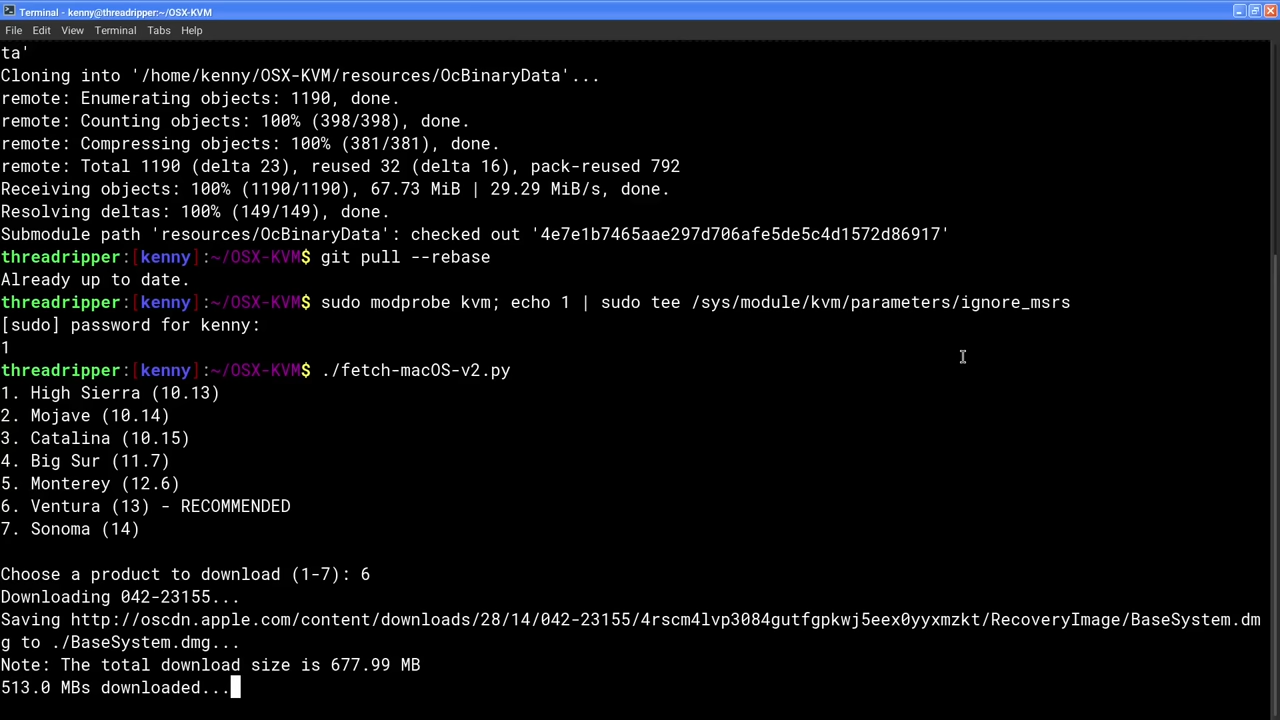 Terminal - kenny@threadripper:~/OSX-KVM
File Edit View Terminal Tabs Help
ta'
Cloning into '/home/kenny/OSX-KVM/resources/OcBinaryData'...
remote: Enumerating objects: 1190, done.
remote: Counting objects: 100% (398/398), done.
remote: Compressing objects: 100% (381/381), done.
remote: Total 1190 (delta 23), reused 32 (delta 16), pack-reused 792
Receiving objects: 100% (1190/1190), 67.73 MiB | 29.29 MiB/s, done.
Resolving deltas: 100% (149/149), done.
Submodule path 'resources/OcBinaryData': checked out '4e7e1b7465aae297d706afe5de5c4d1572d86917'
threadripper:[kenny]:~/OSX-KVM$ git pull --rebase
Already up to date.
threadripper:[kenny]:~/OSX-KVM$ sudo modprobe kvm; echo 1 | sudo tee /sys/module/kvm/parameters/ignore_msrs
[sudo] password for kenny:
1
threadripper:[kenny]:~/OSX-KVM$ ./fetch-macOS-v2.py
1. High Sierra (10.13)
2. Mojave (10.14)
3. Catalina (10.15)
4. Big Sur (11.7)
5. Monterey (12.6)
6. Ventura (13) - RECOMMENDED
7. Sonoma (14)
Choose a product to download (1-7): 6
Downloading 042-23155...
Saving http://oscdn.apple.com/content/downloads/28/14/042-23155/4rscm4lvp3084gutfgpkwj5eex0yyxmzkt/RecoveryImage/BaseSystem.dm
g to ./BaseSystem.dmg...
Note: The total download size is 677.99 MB
513.0 MBs downloaded...